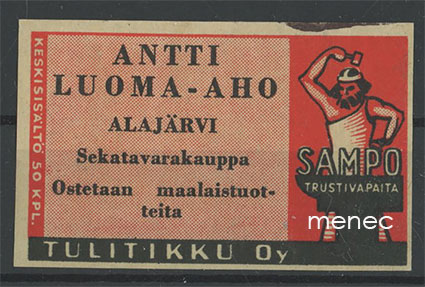 KESKISISÄLTÖ 50 KPL.
ANTTI
LUOMA-AHO
ALAJÄRVI
Sekatavarakauppa
Ostetaan maalaistuot-
teita
SAMPO
TRUSTIVAPAITA
menec
TULITIKKU Oy